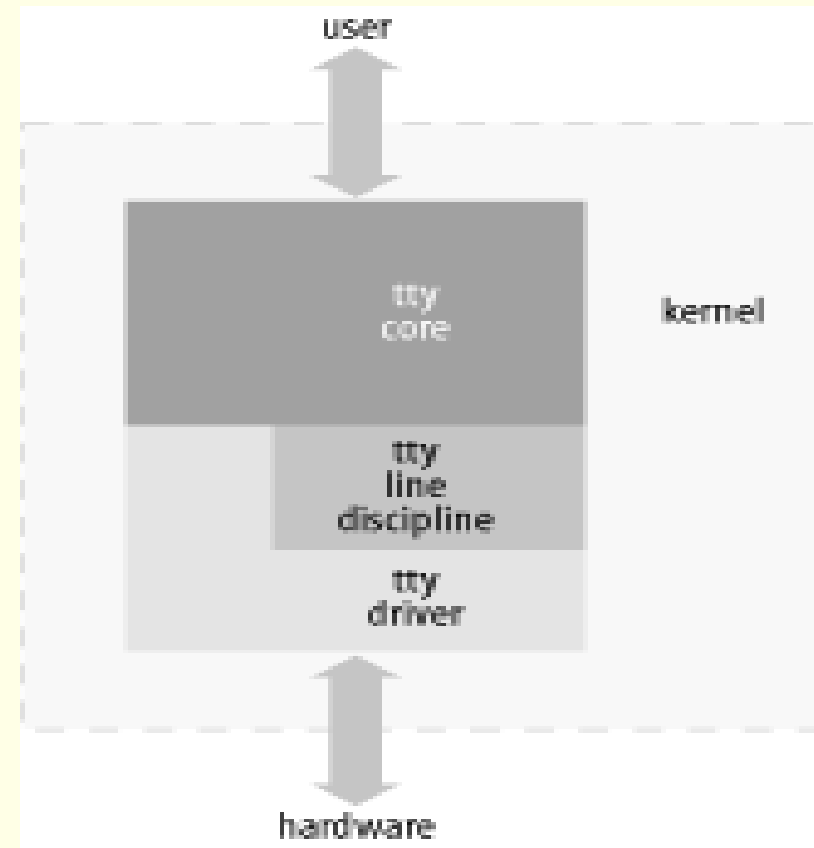 user
tty
core
kernel
tty
line
discipline
tty
driver
hardware